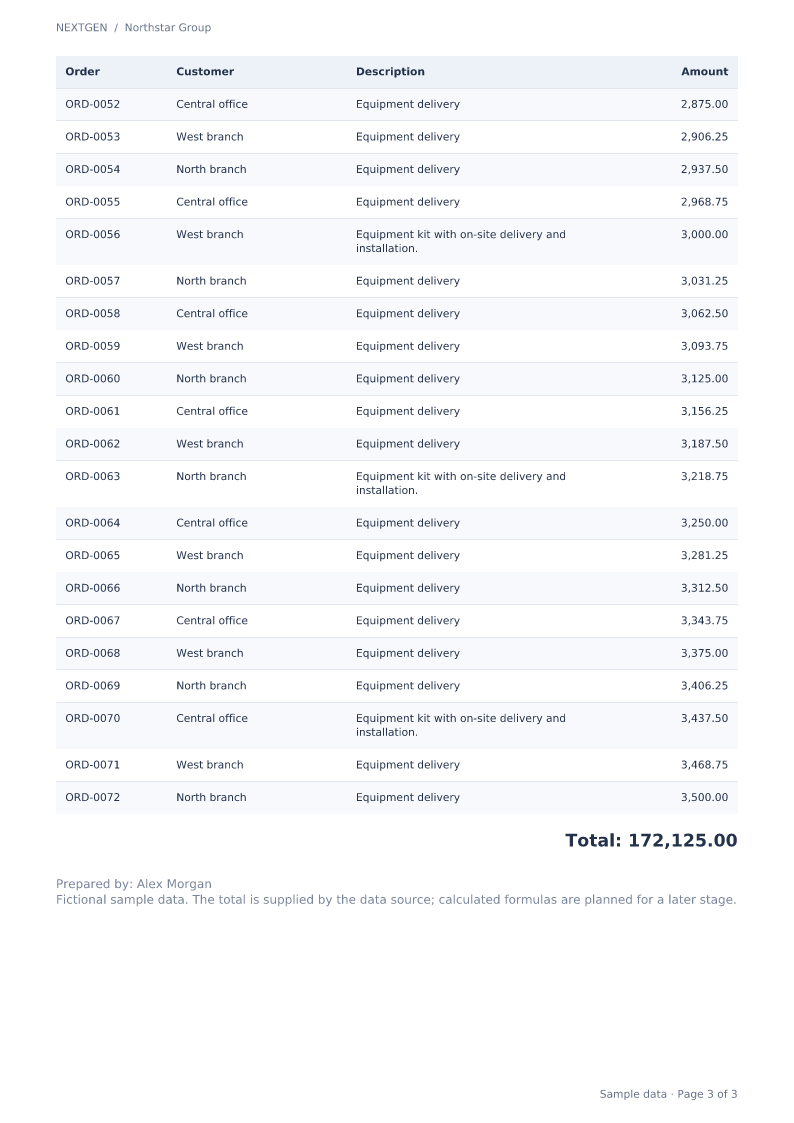 NEXTGEN / Northstar Group
Order Customer Description Amount
ORD-0052 Central office Equipment delivery 2,875.00
ORD-0053 West branch Equipment delivery 2,906.25
ORD-0054 North branch Equipment delivery 2,937.50
ORD-0055 Central office Equipment delivery 2,968.75
ORD-0056 West branch Equipment kit with on-site delivery and 3,000.00
installation.
ORD-0057 North branch Equipment delivery 3,031.25
ORD-0058 Central office Equipment delivery 3,062.50
ORD-0059 West branch Equipment delivery 3,093.75
ORD-0060 North branch Equipment delivery 3,125.00
ORD-0061 Central office Equipment delivery 3,156.25
ORD-0062 West branch Equipment delivery 3,187.50
ORD-0063 North branch Equipment kit with on-site delivery and 3,218.75
installation.
ORD-0064 Central office Equipment delivery 3,250.00
ORD-0065 West branch Equipment delivery 3,281.25
ORD-0066 North branch Equipment delivery 3,312.50
ORD-0067 Central office Equipment delivery 3,343.75
ORD-0068 West branch Equipment delivery 3,375.00
ORD-0069 North branch Equipment delivery 3,406.25
ORD-0070 Central office Equipment kit with on-site delivery and 3,437.50
installation.
ORD-0071 West branch Equipment delivery 3,468.75
ORD-0072 North branch Equipment delivery 3,500.00
Total: 172,125.00
Prepared by: Alex Morgan
Fictional sample data. The total is supplied by the data source; calculated formulas are planned for a later stage.
Sample data · Page 3 of 3